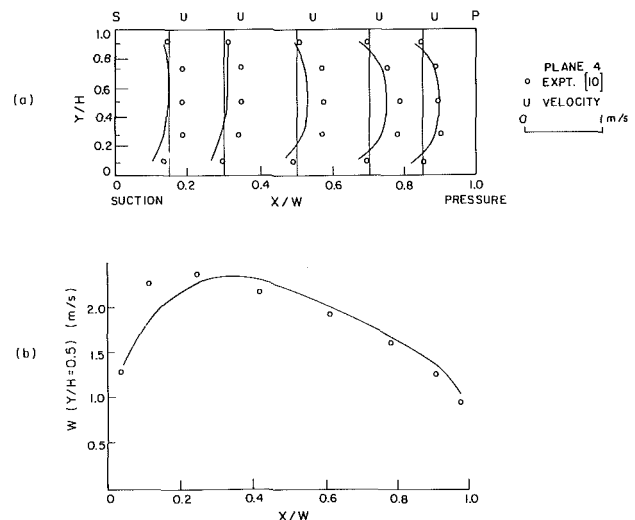 S U U U U U P
(a)
Y/H
1.0
0.8
0.6
0.4
0.2
0
0 0.2 0.4 0.6 0.8 1.0
SUCTION X/W PRESSURE
PLANE 4
o EXPT. [10]
U VELOCITY
0 1 m/s
(b)
W (Y/H=0.5) (m/s)
2.0
1.5
1.0
0.5
0 0.2 0.4 0.6 0.8 1.0
X/W